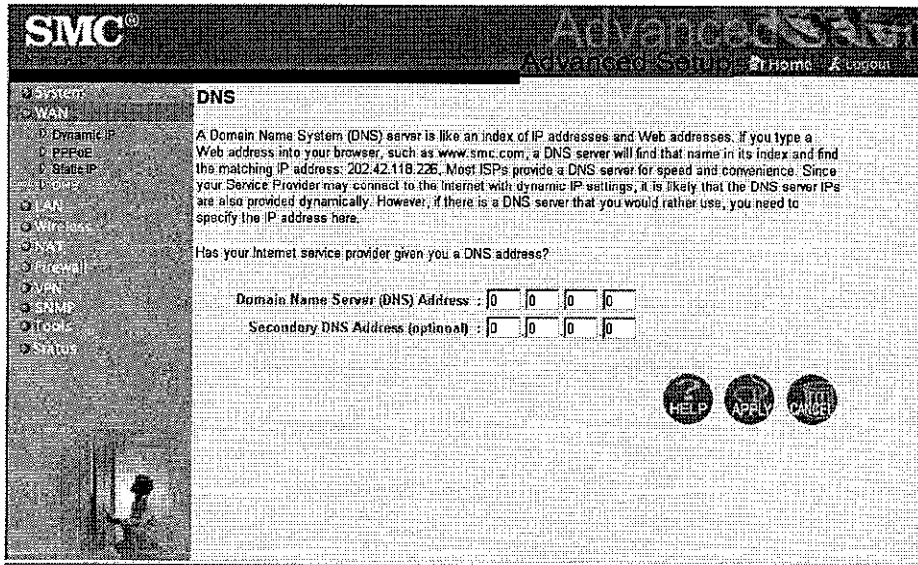 SMC®
Advanced Setup
Home Logout
System
WAN
Dynamic IP
PPPoE
Static IP
DNS
LAN
Wireless
NAT
Firewall
VPN
SNMP
Tools
Status
DNS
A Domain Name System (DNS) server is like an index of IP addresses and Web addresses. If you type a
Web address into your browser, such as www.smc.com, a DNS server will find that name in its index and find
the matching IP address: 202.42.118.226. Most ISPs provide a DNS server for speed and convenience. Since
your Service Provider may connect to the Internet with dynamic IP settings, it is likely that the DNS server IPs
are also provided dynamically. However, if there is a DNS server that you would rather use, you need to
specify the IP address here.
Has your Internet service provider given you a DNS address?
Domain Name Server (DNS) Address : 0 .0 .0 .0
Secondary DNS Address (optional) : 0 .0 .0 .0
HELP APPLY CANCEL